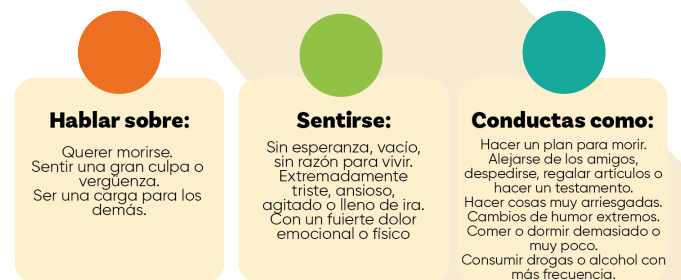 Hablar sobre:
Querer morirse.
Sentir una gran culpa o
vergüenza.
Ser una carga para los
demás.
Sentirse:
Sin esperanza, vacío,
sin razón para vivir.
Extremadamente
triste, ansioso,
agitado o lleno de ira.
Con un fuierte dolor
emocional o físico
Conductas como:
Hacer un plan para morir.
Alejarse de los amigos,
despedirse, regalar artículos o
hacer un testamento.
Hacer cosas muy arriesgadas.
Cambios de humor extremos.
Comer o dormir demasiado o
muy poco.
Consumir drogas o alcohol con
más frecuencia.